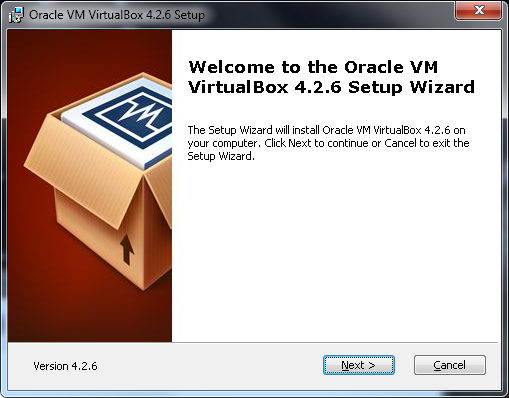 Oracle VM VirtualBox 4.2.6 Setup
Welcome to the Oracle VM
VirtualBox 4.2.6 Setup Wizard
The Setup Wizard will install Oracle VM VirtualBox 4.2.6 on
your computer. Click Next to continue or Cancel to exit the
Setup Wizard.
VM
Version 4.2.6
Next >
Cancel